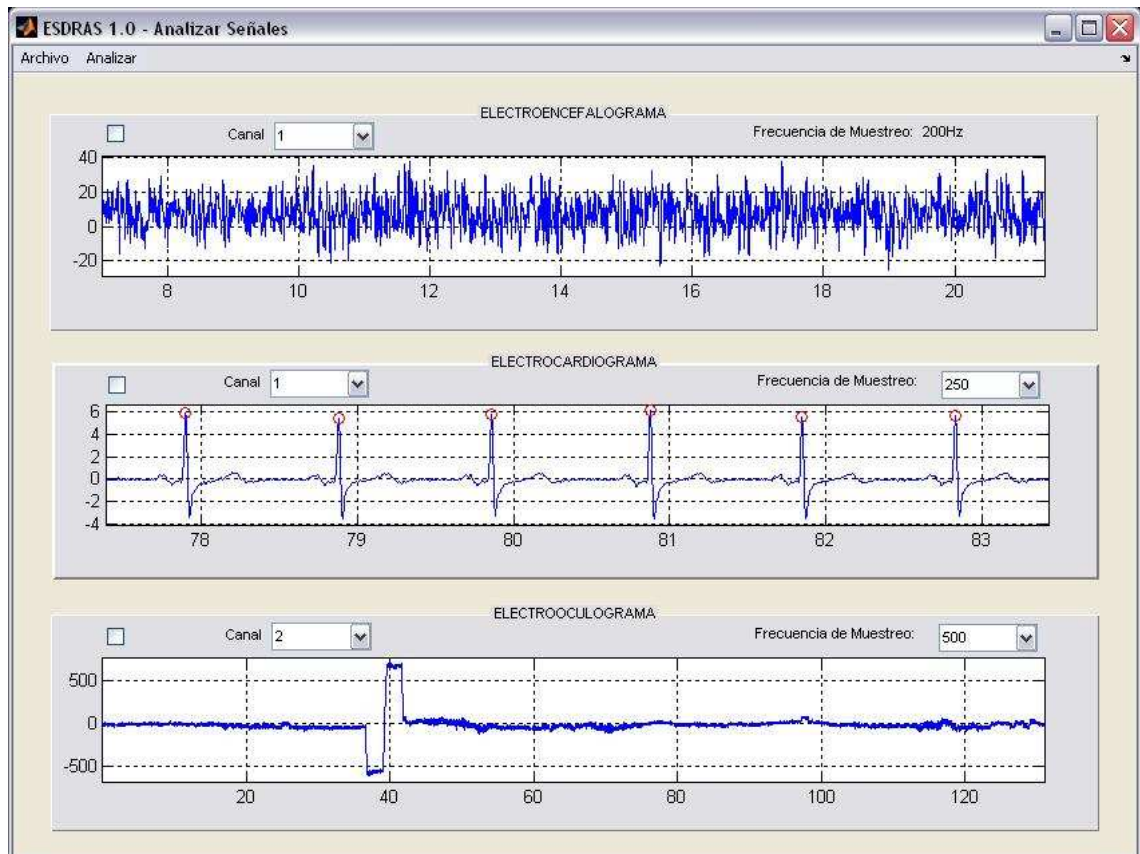 ESDRAS 1.0 - Analizar Señales
Archivo Analizar
ELECTROENCEFALOGRAMA
Canal 1 Frecuencia de Muestreo: 200Hz
40
20
0
-20
8 10 12 14 16 18 20
ELECTROCARDIOGRAMA
Canal 1 Frecuencia de Muestreo: 250
6
4
2
0
-2
-4
78 79 80 81 82 83
ELECTROOCULOGRAMA
Canal 2 Frecuencia de Muestreo: 500
500
0
-500
20 40 60 80 100 120